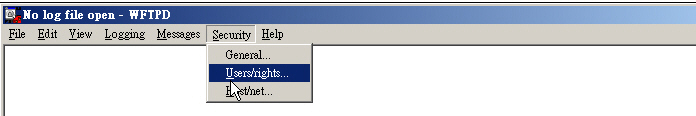 No log file open - WFTPD
File Edit View Logging Messages Security Help
General...
Users/rights...